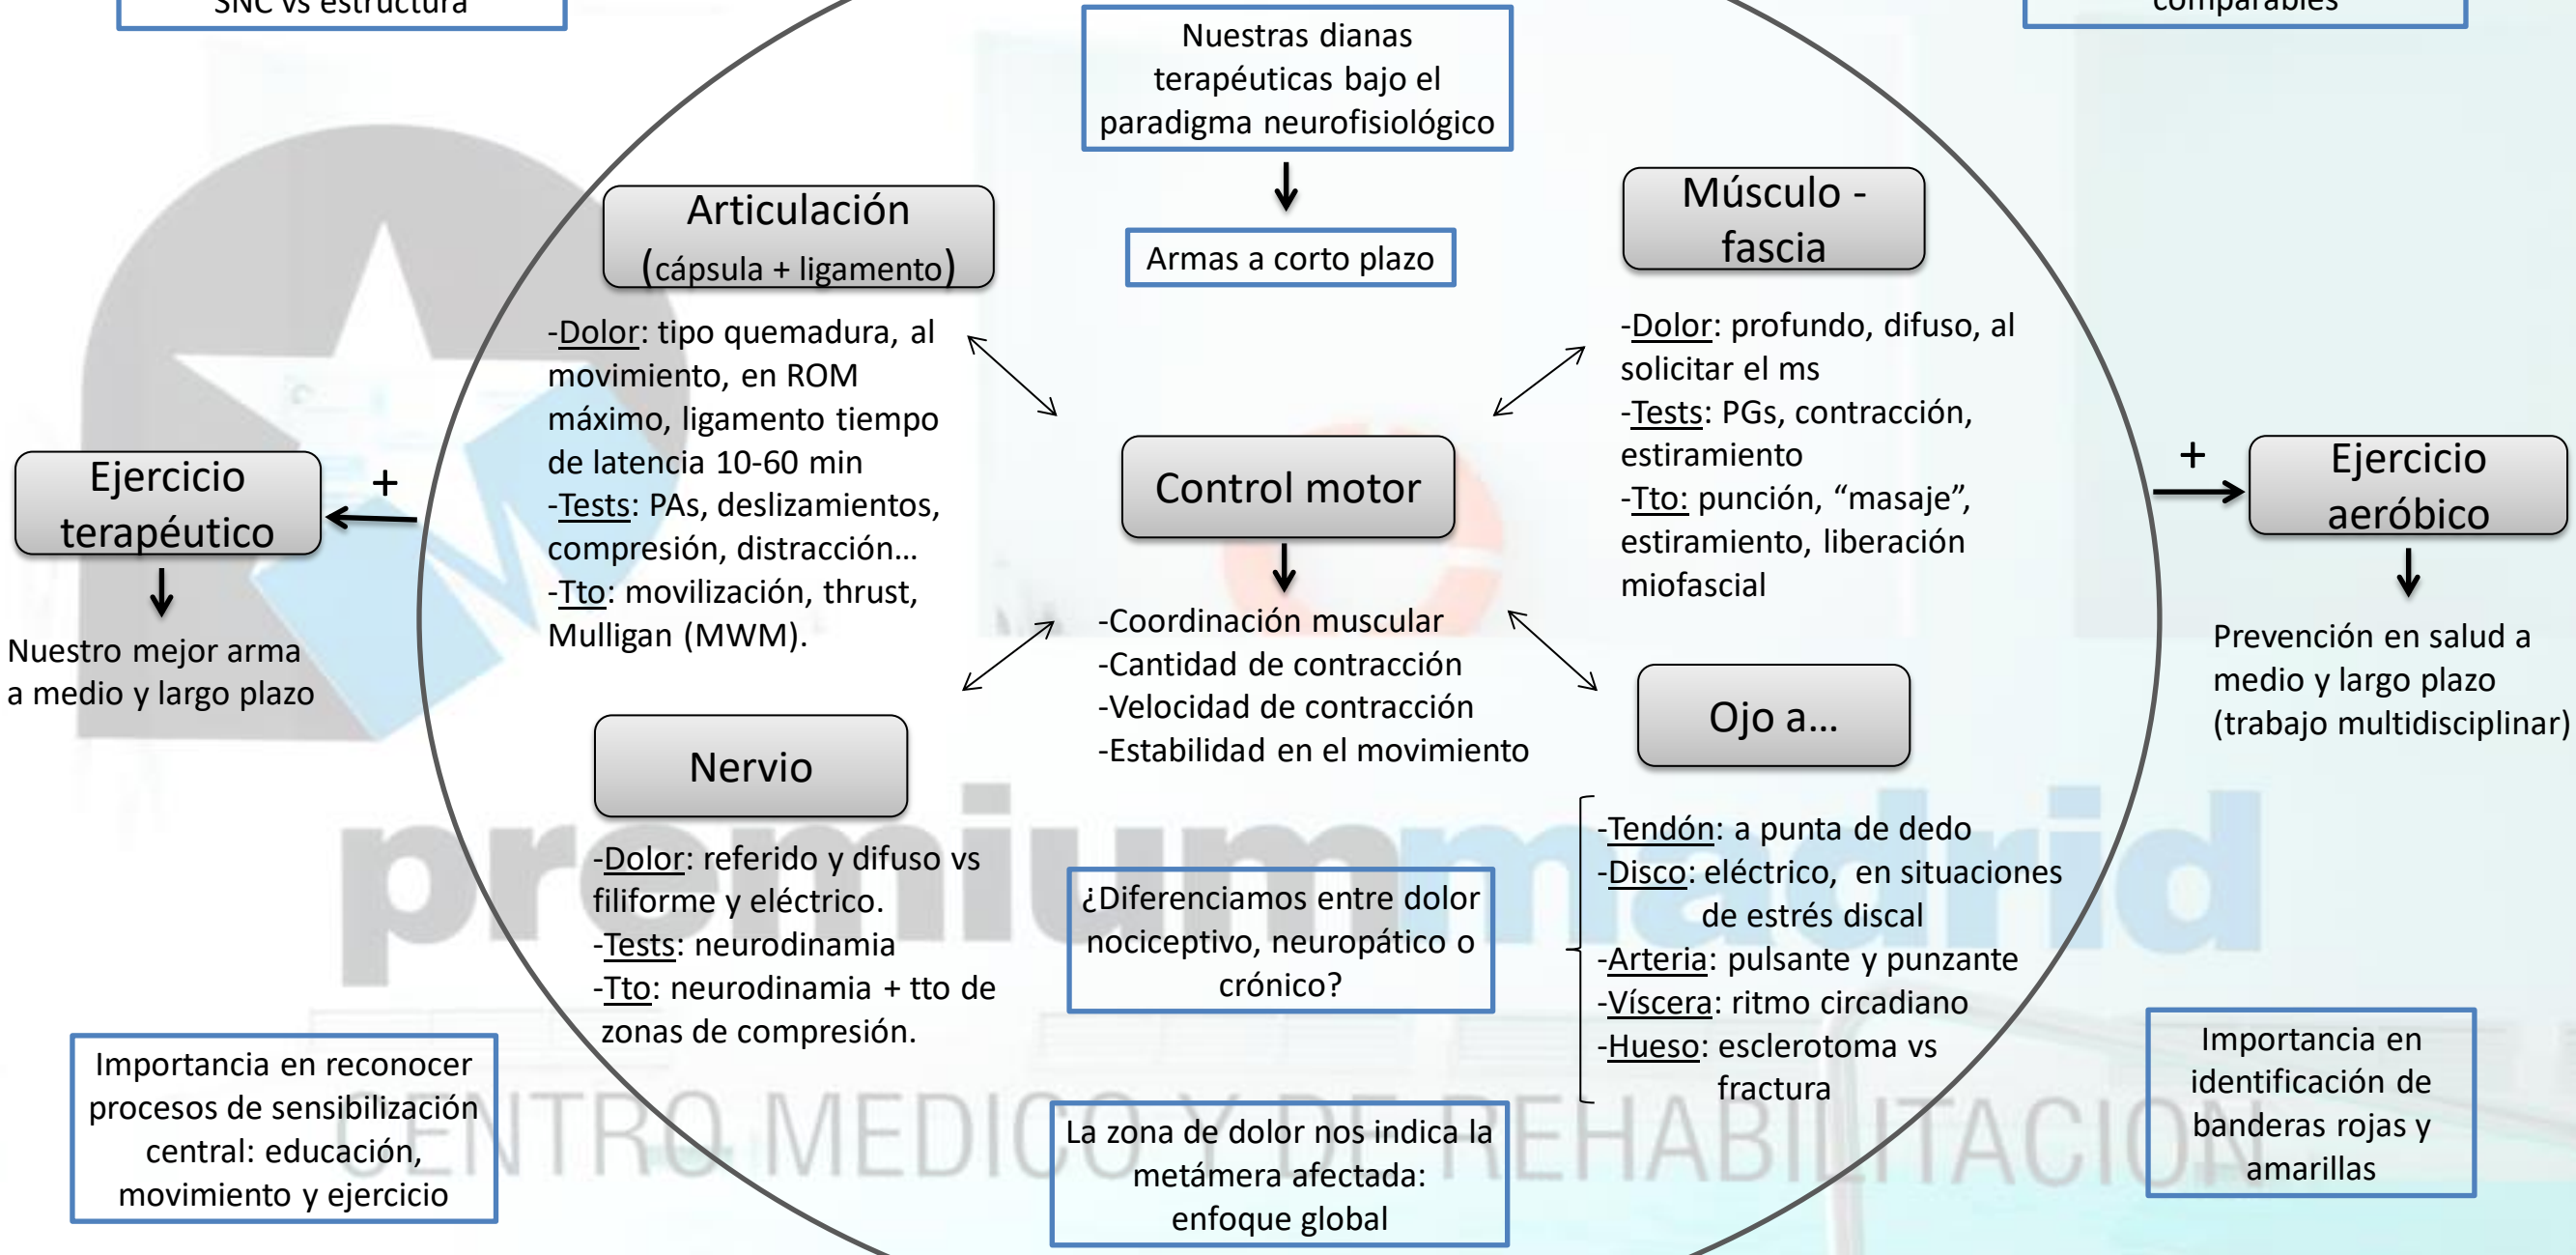 SNC vs estructura
comparables
Nuestras dianas
terapéuticas bajo el
paradigma neurofisiológico
Armas a corto plazo
Articulación
(cápsula + ligamento)
-Dolor: tipo quemadura, al
movimiento, en ROM
máximo, ligamento tiempo
de latencia 10-60 min
-Tests: PAs, deslizamientos,
compresión, distracción…
-Tto: movilización, thrust,
Mulligan (MWM).
Músculo -
fascia
-Dolor: profundo, difuso, al
solicitar el ms
-Tests: PGs, contracción,
estiramiento
-Tto: punción, “masaje”,
estiramiento, liberación
miofascial
Ejercicio
terapéutico
+
Nuestro mejor arma
a medio y largo plazo
Control motor
-Coordinación muscular
-Cantidad de contracción
-Velocidad de contracción
-Estabilidad en el movimiento
+
Ejercicio
aeróbico
Prevención en salud a
medio y largo plazo
(trabajo multidisciplinar)
Nervio
-Dolor: referido y difuso vs
filiforme y eléctrico.
-Tests: neurodinamia
-Tto: neurodinamia + tto de
zonas de compresión.
Ojo a…
-Tendón: a punta de dedo
-Disco: eléctrico, en situaciones
de estrés discal
-Arteria: pulsante y punzante
-Víscera: ritmo circadiano
-Hueso: esclerotoma vs
fractura
¿Diferenciamos entre dolor
nociceptivo, neuropático o
crónico?
Importancia en reconocer
procesos de sensibilización
central: educación,
movimiento y ejercicio
La zona de dolor nos indica la
metámera afectada:
enfoque global
Importancia en
identificación de
banderas rojas y
amarillas
premiummadrid
CENTRO MEDICO Y DE REHABILITACION